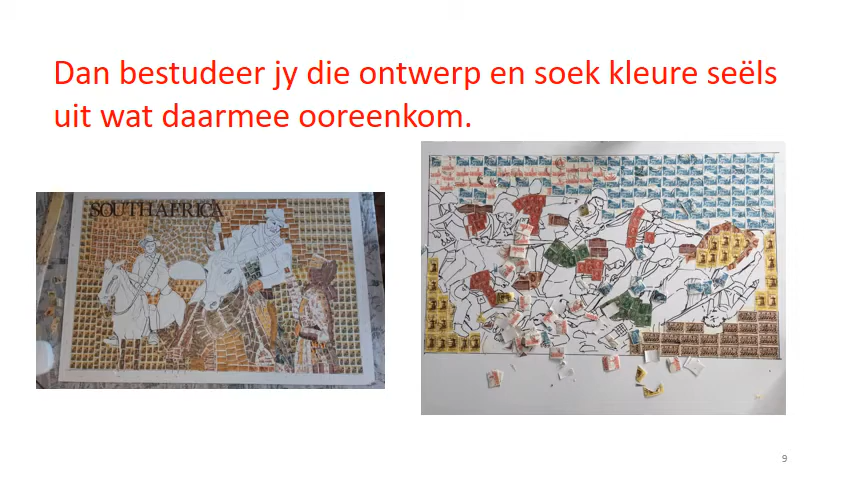 Dan bestudeer jy die ontwerp en soek kleure seëls
uit wat daarmee ooreenkom.
SOUTH AFRICA
9